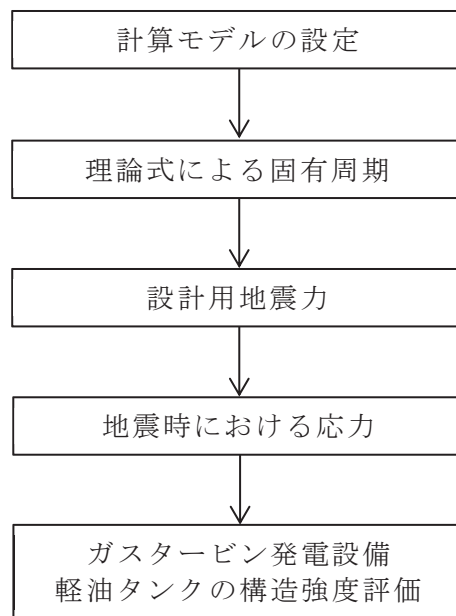 計算モデルの設定
理論式による固有周期
設計用地震力
地震時における応力
ガスタービン発電設備
軽油タンクの構造強度評価